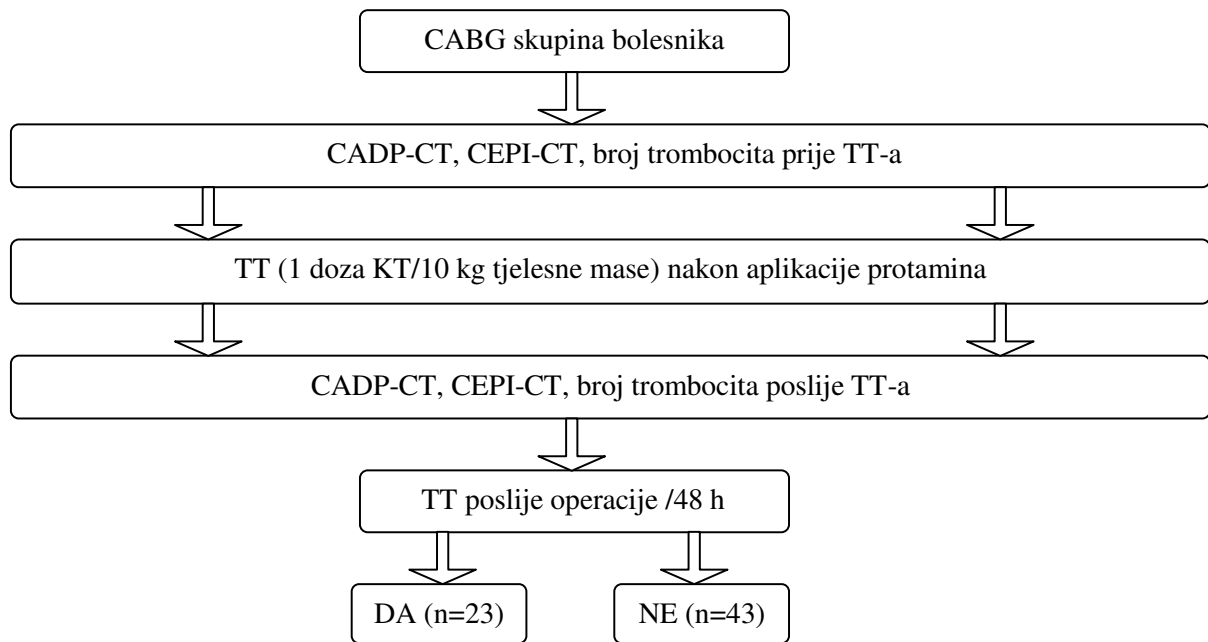 CABG skupina bolesnika
CADP-CT, CEPI-CT, broj trombocita prije TT-a
TT (1 doza KT/10 kg tjelesne mase) nakon aplikacije protamina
CADP-CT, CEPI-CT, broj trombocita poslije TT-a
TT poslije operacije /48 h
DA (n=23)
NE (n=43)